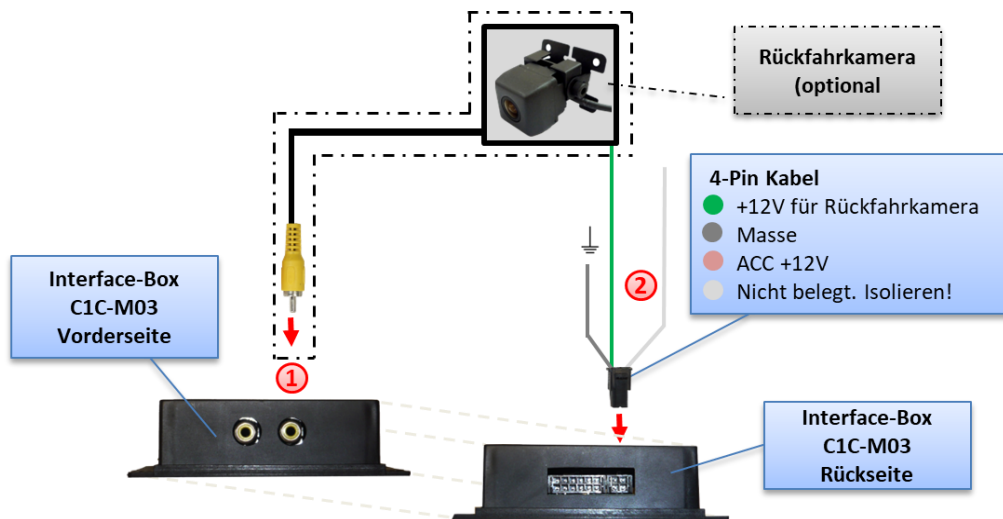 Rückfahrkamera
(optional
4-Pin Kabel
+12V für Rückfahrkamera
Masse
ACC +12V
Nicht belegt. Isolieren!
Interface-Box
C1C-M03
Vorderseite
2
1
Interface-Box
C1C-M03
Rückseite